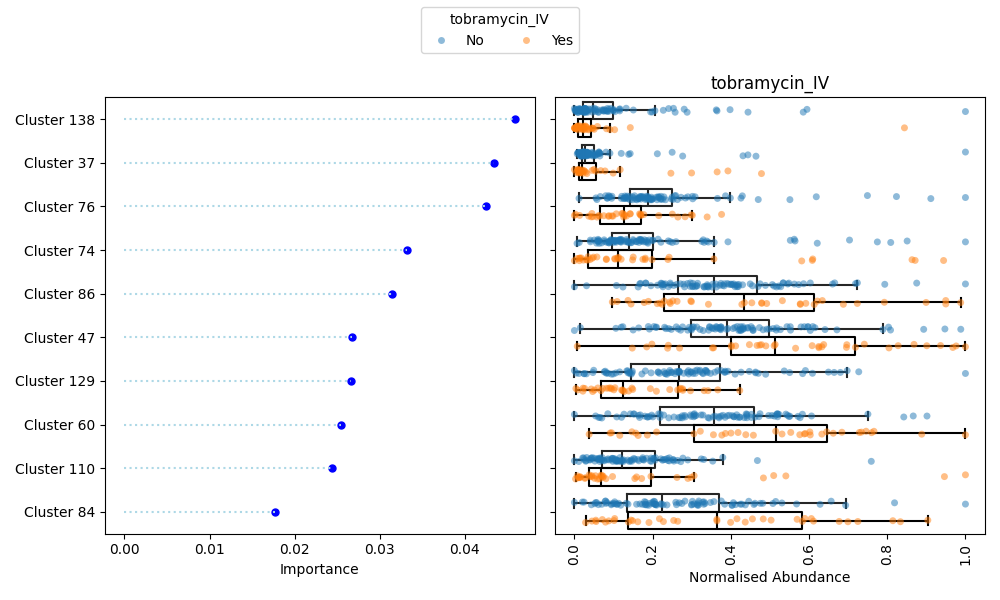 tobramycin_IV
No Yes
tobramycin_IV
Cluster 138
Cluster 37
Cluster 76
Cluster 74
Cluster 86
Cluster 47
Cluster 129
Cluster 60
Cluster 110
Cluster 84
0.00 0.01 0.02 0.03 0.04
Importance
0.0 0.2 0.4 0.6 0.8 1.0
Normalised Abundance